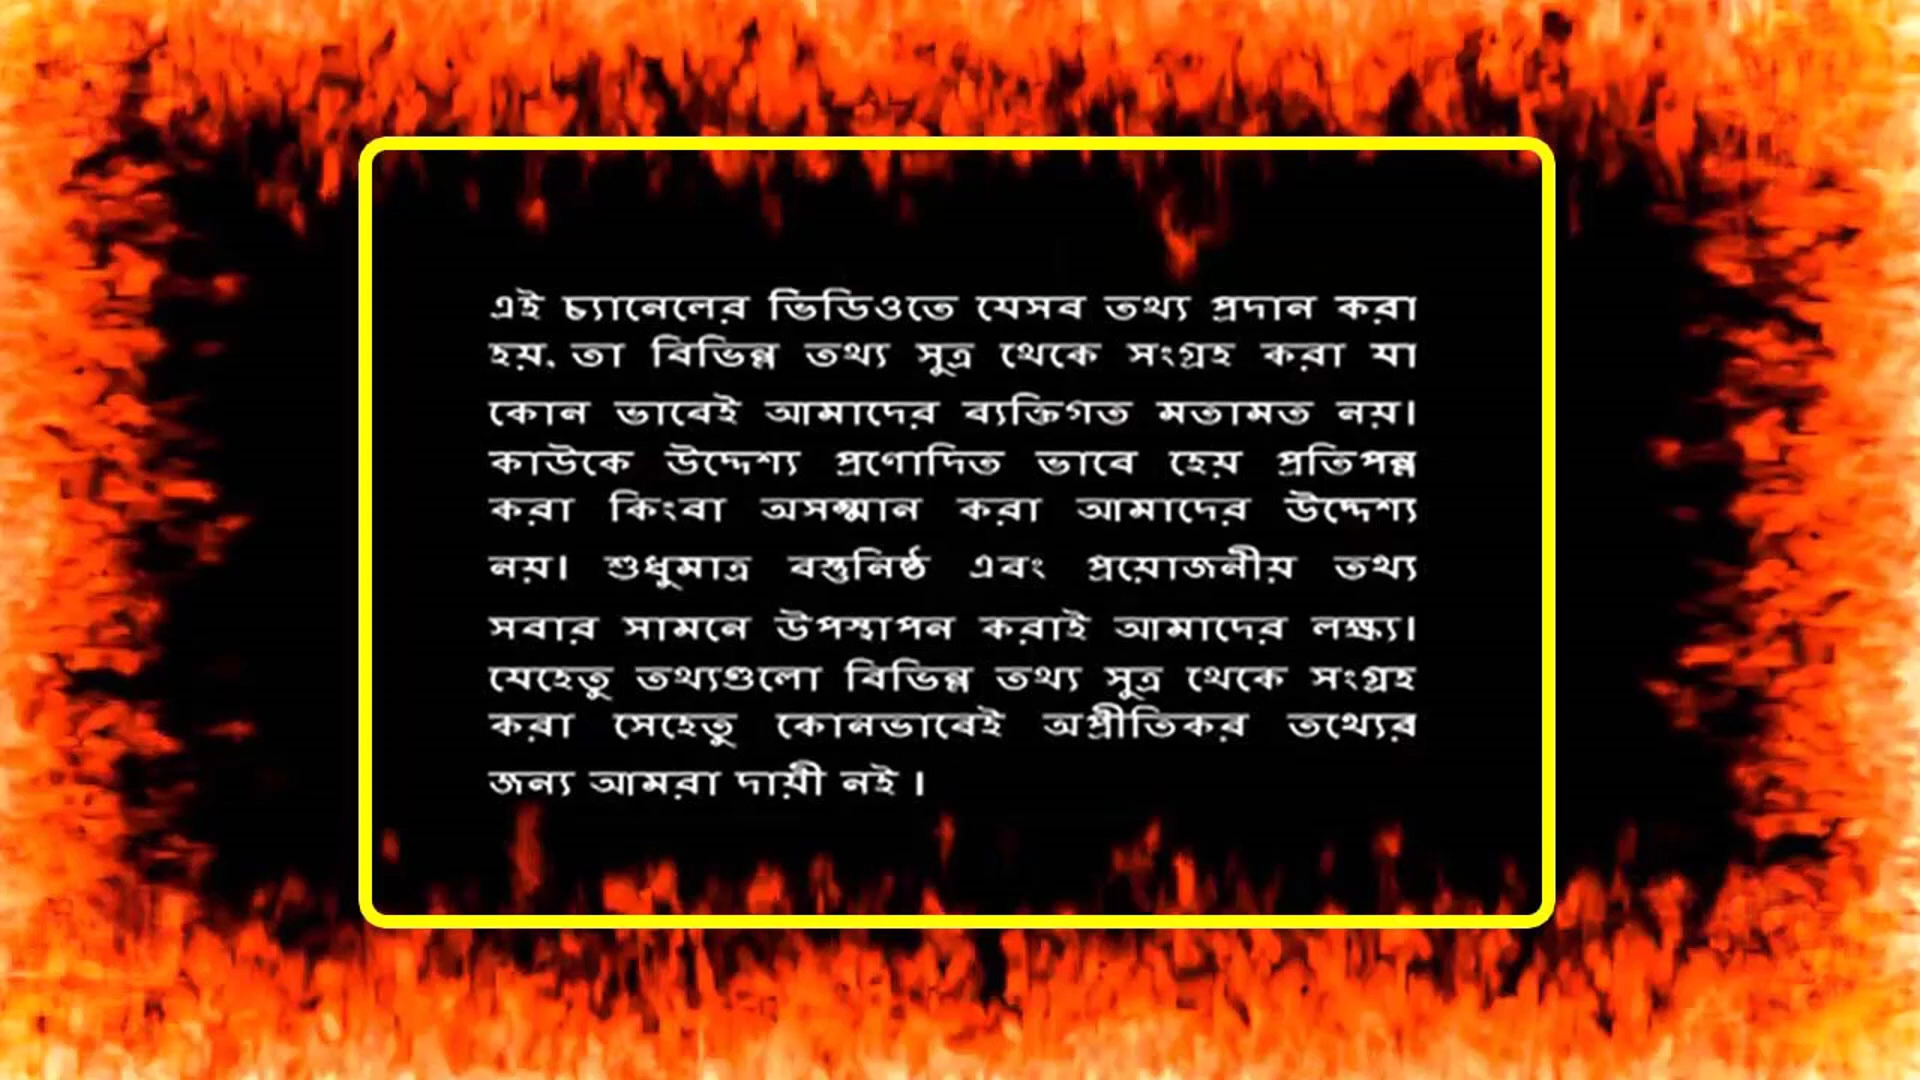 এই চ্যানেলের ভিডিওতে যেসব তথ্য প্রদান করা
হয়. তা বিভিন্ন তথ্য সুত্র থেকে সংগ্রহ করা যা
কোন ভাবেই আমাদের ব্যক্তিগত মতামত নয়।
কাউকে উদ্দেশ্য প্রণোদিত ভাবে হেয় প্রতিপন্ন
করা কিংবা অসম্মান করা আমাদের উদ্দেশ্য
নয়। শুধুমাত্র বস্তুনিষ্ঠ এবং প্রয়োজনীয় তথ্য
সবার সামনে উপস্থাপন করাই আমাদের লক্ষ্য।
যেহেতু তথ্যগুলো বিভিন্ন তথ্য সুত্র থেকে সংগ্রহ
করা সেহেতু কোনভাবেই অপ্রীতিকর তথ্যের
জন্য আমরা দায়ী নই ।